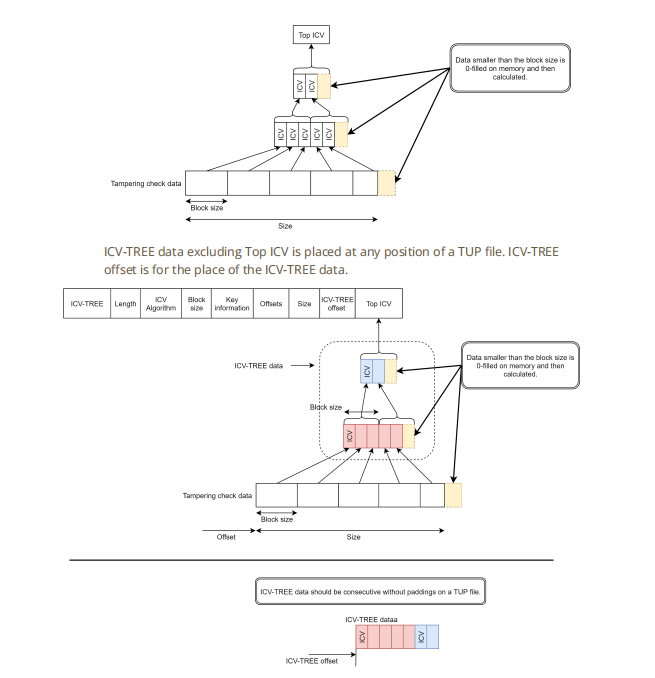 Top ICV
Data smaller than the block size is
0-filled on memory and then
calculated.
ICV
ICV
ICV
ICV
ICV
ICV
ICV
Tampering check data
Block size
Size
ICV-TREE data excluding Top ICV is placed at any position of a TUP file. ICV-TREE
offset is for the place of the ICV-TREE data.
ICV-TREE
Length
ICV
Algorithm
Block
size
Key
information
Offsets
Size
ICV-TREE
offset
Top ICV
ICV-TREE data
Data smaller than the block size is
0-filled on memory and then
calculated.
ICV
Block size
ICV
Tampering check data
Block size
Offset
Size
ICV-TREE data should be consecutive without paddings on a TUP file.
ICV-TREE dataa
ICV
ICV
ICV-TREE offset